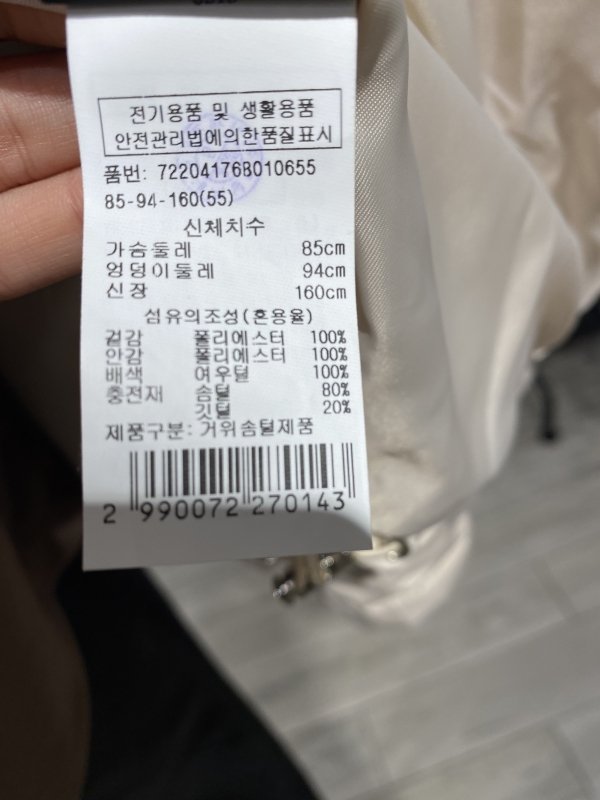 전기용품 및 생활용품
안전관리법에의한품질표시
품번: 722041768010655
85-94-160(55)
신체치수
가슴둘레 85cm
엉덩이둘레 94cm
신장 160cm
섬유의조성(혼용율)
겉감 폴리에스터 100%
안감 폴리에스터 100%
배색 여우털 100%
충전재 솜털 80%
깃털 20%
제품구분: 거위솜털제품
2 990072 270143